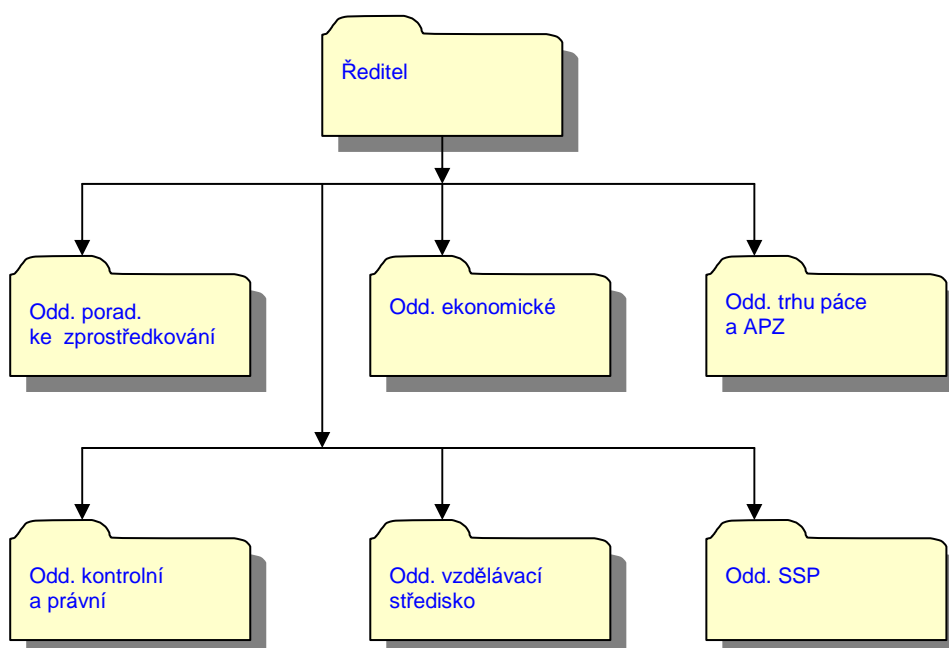 Ředitel
Odd. porad.
ke zprostředkování
Odd. ekonomické
Odd. trhu páce
a APZ
Odd. kontrolní
a právní
Odd. vzdělávací
středisko
Odd. SSP